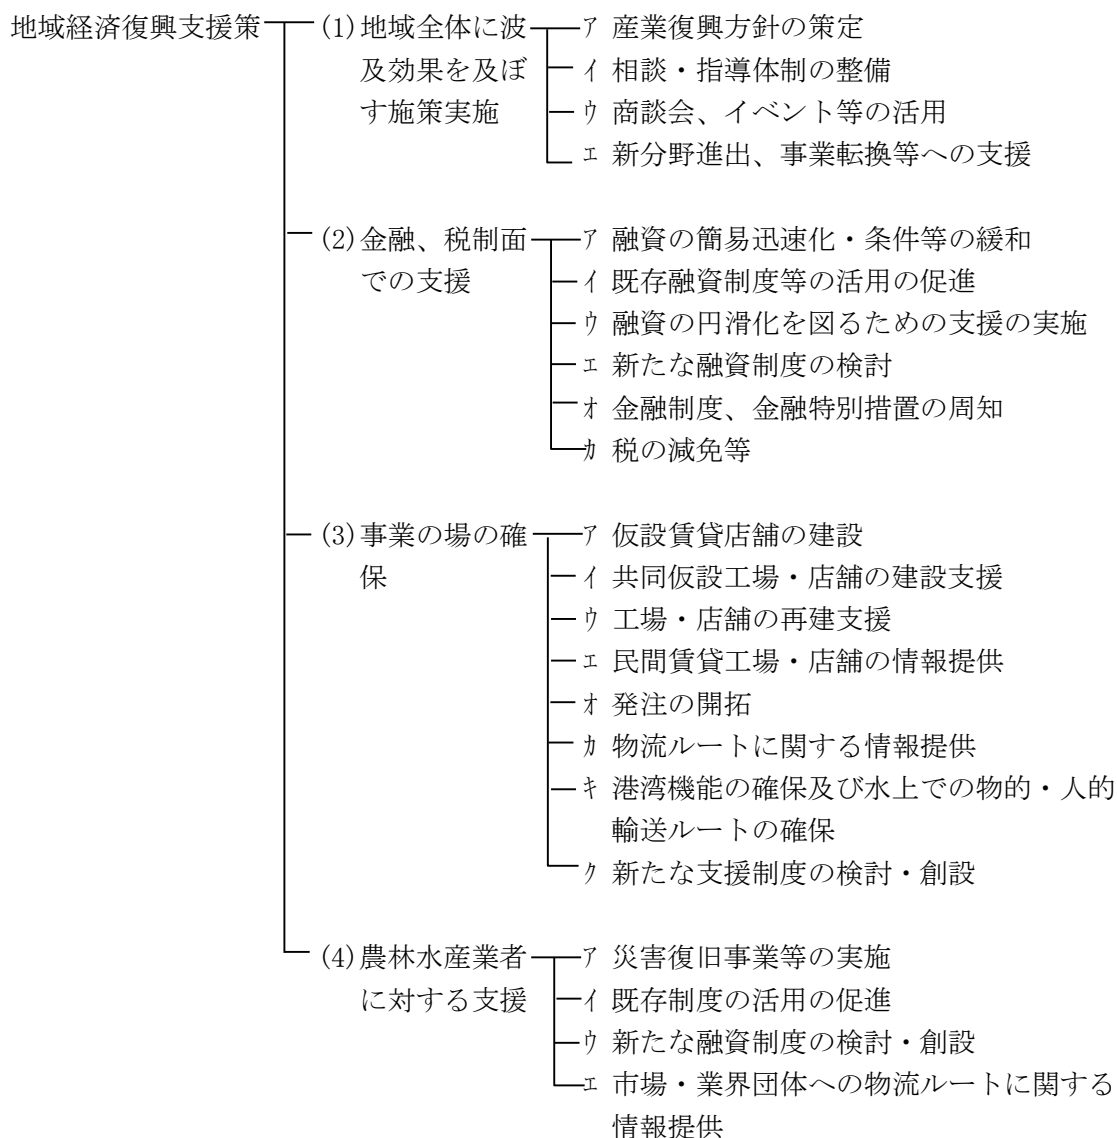 地域経済復興支援策
(1)地域全体に波
及効果を及ぼ
す施策実施
ｱ 産業復興方針の策定
ｲ 相談・指導体制の整備
ｳ 商談会、イベント等の活用
ｴ 新分野進出、事業転換等への支援
(2)金融、税制面
での支援
ｱ 融資の簡易迅速化・条件等の緩和
ｲ 既存融資制度等の活用の促進
ｳ 融資の円滑化を図るための支援の実施
ｴ 新たな融資制度の検討
ｵ 金融制度、金融特別措置の周知
ｶ 税の減免等
(3)事業の場の確
保
ｱ 仮設賃貸店舗の建設
ｲ 共同仮設工場・店舗の建設支援
ｳ 工場・店舗の再建支援
ｴ 民間賃貸工場・店舗の情報提供
ｵ 発注の開拓
ｶ 物流ルートに関する情報提供
ｷ 港湾機能の確保及び水上での物的・人的
輸送ルートの確保
ｸ 新たな支援制度の検討・創設
(4)農林水産業者
に対する支援
ｱ 災害復旧事業等の実施
ｲ 既存制度の活用の促進
ｳ 新たな融資制度の検討・創設
ｴ 市場・業界団体への物流ルートに関する
情報提供